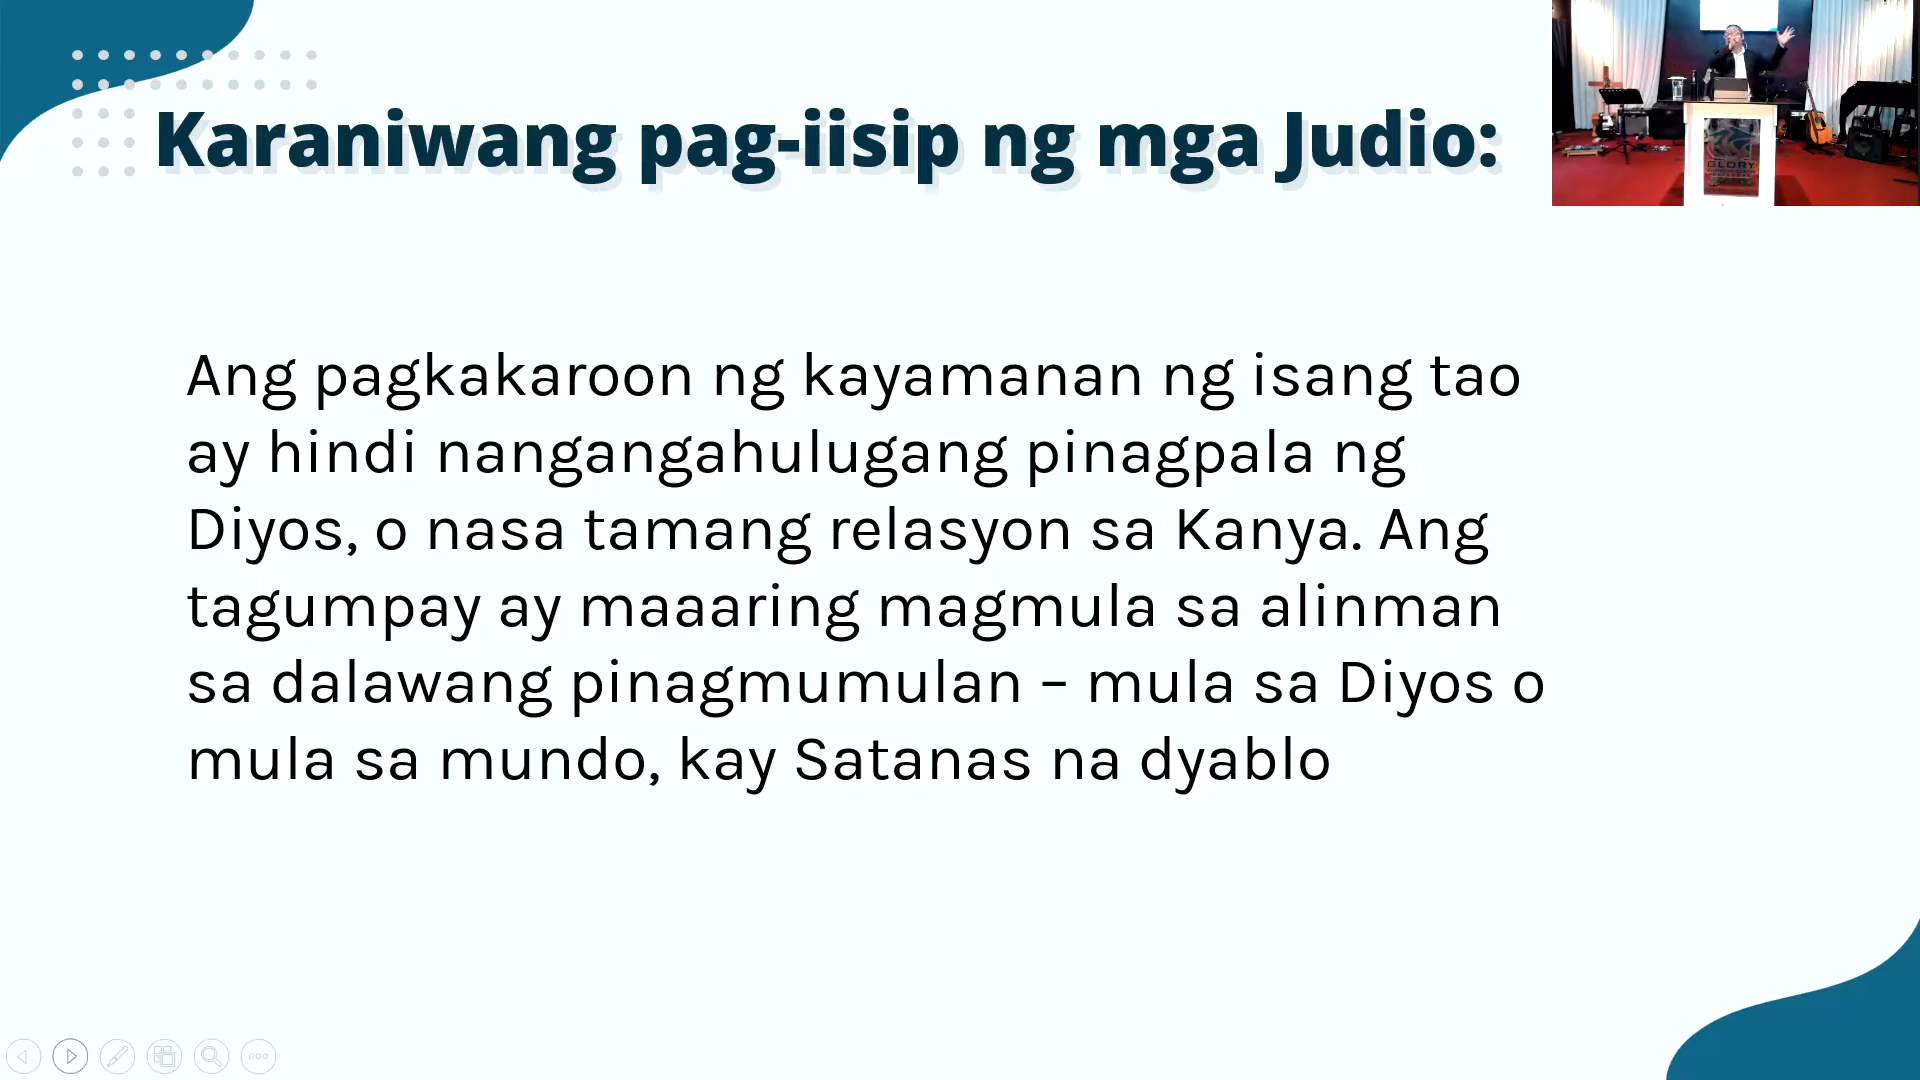 Karaniwang pag-iisip ng mga Judio:
GLORY
Ang pagkakaroon ng kayamanan ng isang tao
ay hindi nangangahulugang pinagpala ng
Diyos, o nasa tamang relasyon sa Kanya. Ang
tagumpay ay maaaring magmula sa alinman
sa dalawang pinagmumulan – mula sa Diyos o
mula sa mundo, kay Satanas na dyablo